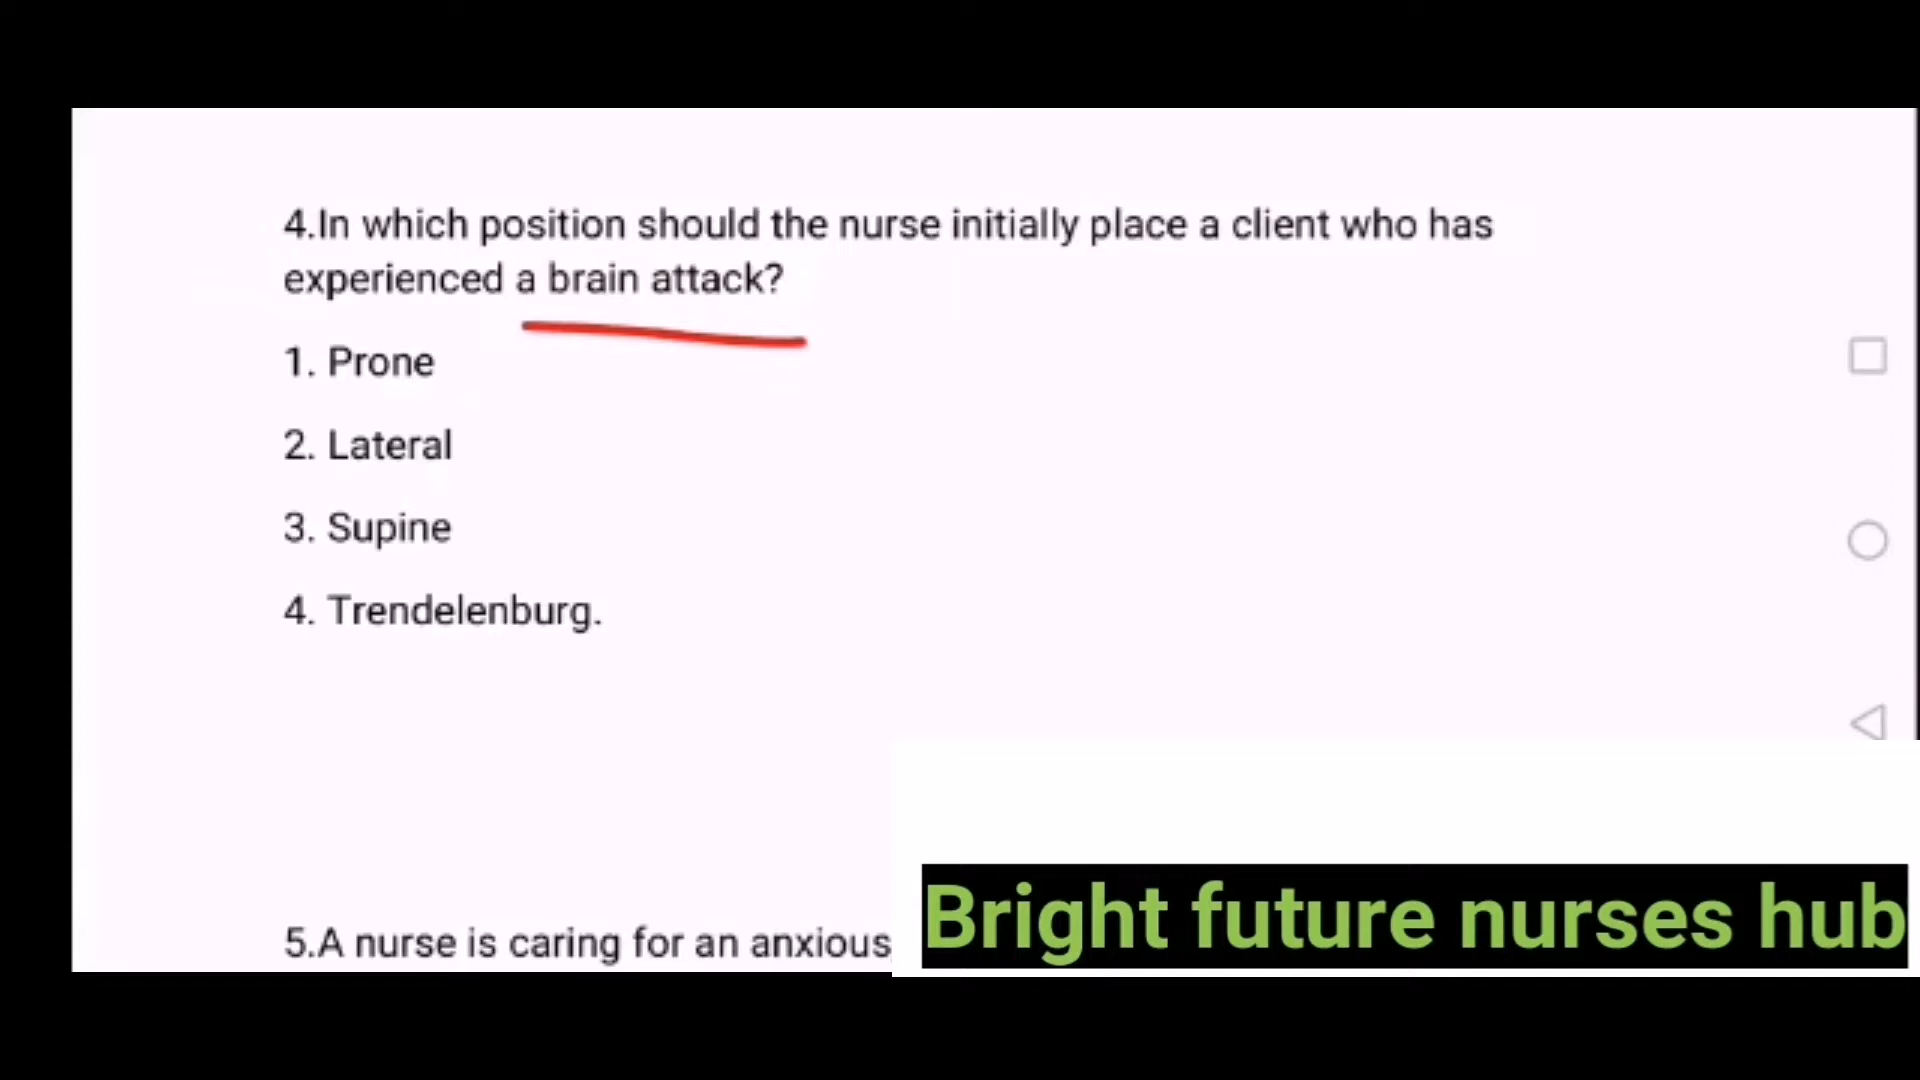 4.In which position should the nurse initially place a client who has
experienced a brain attack?
1. Prone
2. Lateral
3. Supine
4. Trendelenburg.
5.A nurse is caring for an anxious
Bright future nurses hub